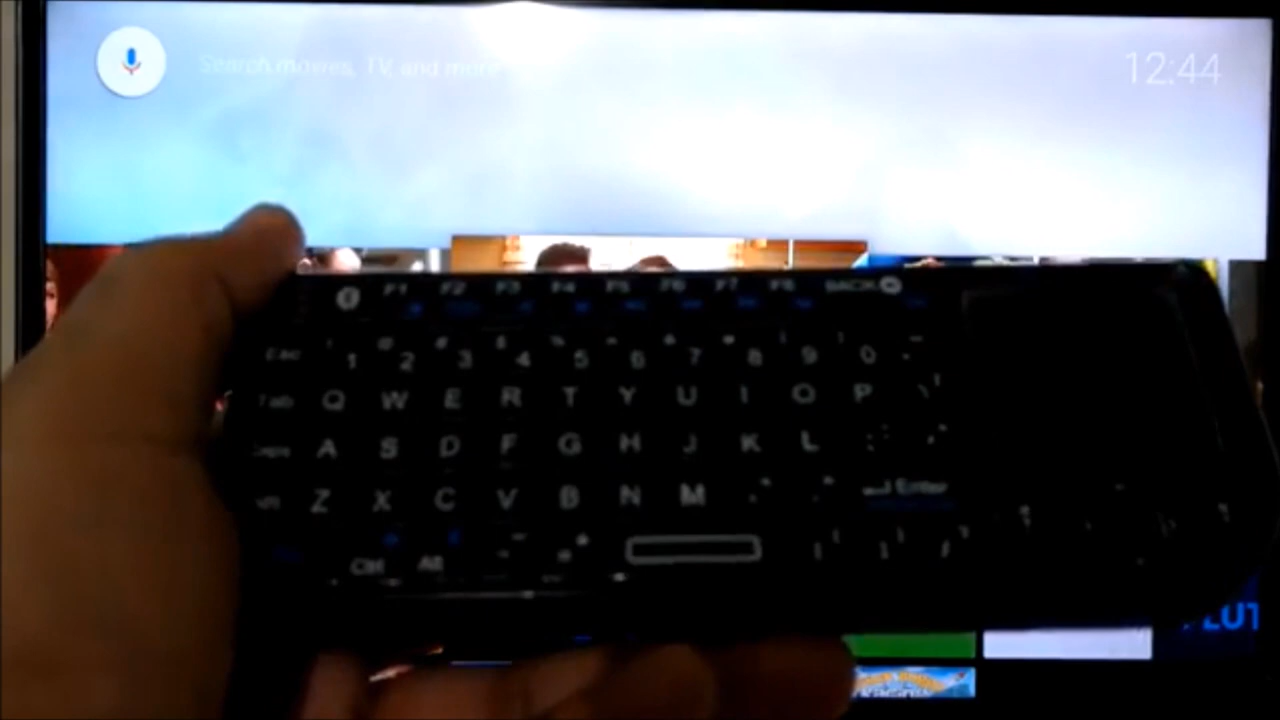 Search movies, TV, and more
12:44
F1 F2 F3 F4 F5 F6 F7 F8 BACK
Esc 1 2 3 4 5 6 7 8 9 0
Tab Q W E R T Y U I O P
A S D F G H J K L
Z X C V B N M Enter
Ctrl Alt